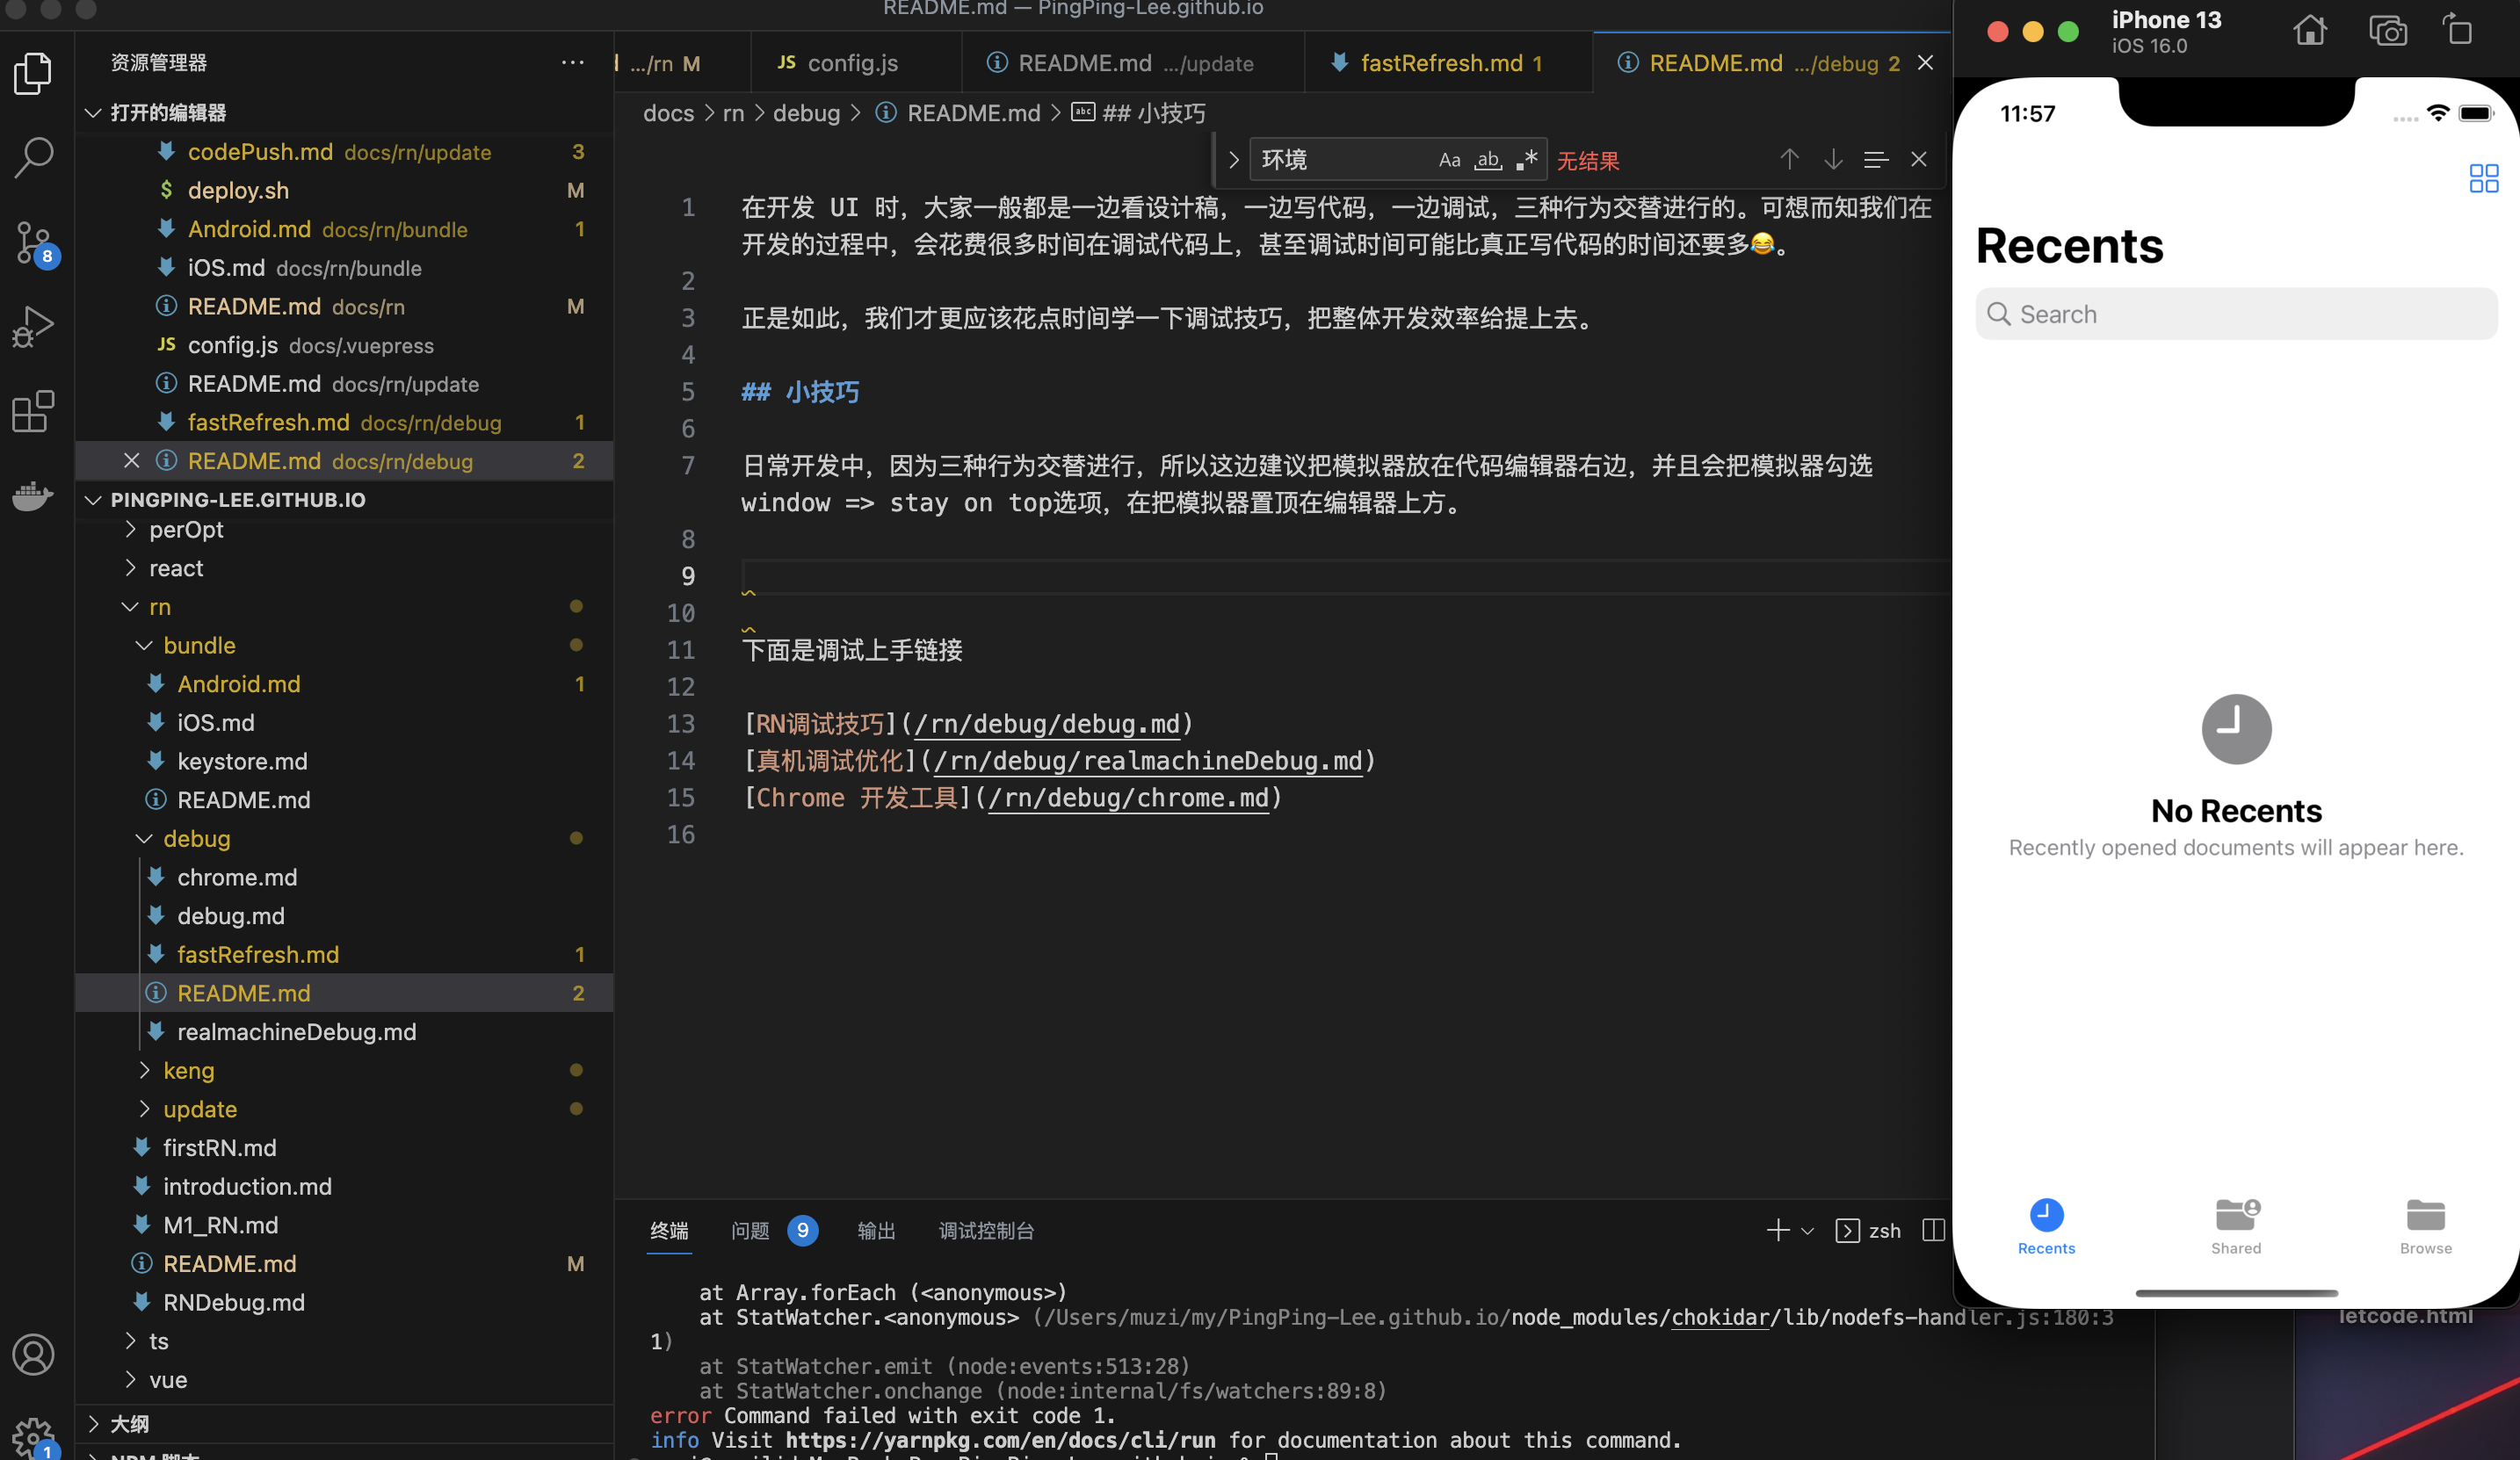 README.md — PingPing-Lee.github.io
资源管理器
打开的编辑器
codePush.md docs/rn/update 3
deploy.sh M
Android.md docs/rn/bundle 1
iOS.md docs/rn/bundle
README.md docs/rn M
JS config.js docs/.vuepress
README.md docs/rn/update
fastRefresh.md docs/rn/debug 1
README.md docs/rn/debug 2
PINGPING-LEE.GITHUB.IO
perOpt
react
rn
bundle
Android.md 1
iOS.md
keystore.md
README.md
debug
chrome.md
debug.md
fastRefresh.md 1
README.md 2
realmachineDebug.md
keng
update
firstRN.md
introduction.md
M1_RN.md
README.md M
RNDebug.md
ts
vue
大纲
NPM 脚本
8
1
.../rn M
JS config.js
README.md .../update
fastRefresh.md 1
README.md .../debug 2
docs > rn > debug > README.md > abc ## 小技巧
环境 Aa ab .* 无结果
1 在开发 UI 时，大家一般都是一边看设计稿，一边写代码，一边调试，三种行为交替进行的。可想而知我们在
开发的过程中，会花费很多时间在调试代码上，甚至调试时间可能比真正写代码的时间还要多😂。
2
3 正是如此，我们才更应该花点时间学一下调试技巧，把整体开发效率给提上去。
4
5 ## 小技巧
6
7 日常开发中，因为三种行为交替进行，所以这边建议把模拟器放在代码编辑器右边，并且会把模拟器勾选
window => stay on top选项，在把模拟器置顶在编辑器上方。
8
9
10
11 下面是调试上手链接
12
13 [RN调试技巧](/rn/debug/debug.md)
14 [真机调试优化](/rn/debug/realmachineDebug.md)
15 [Chrome 开发工具](/rn/debug/chrome.md)
16
终端 问题 9 输出 调试控制台
zsh
at Array.forEach (<anonymous>)
at StatWatcher.<anonymous> (/Users/muzi/my/PingPing-Lee.github.io/node_modules/chokidar/lib/nodefs-handler.js:180:3
1)
at StatWatcher.emit (node:events:513:28)
at StatWatcher.onchange (node:internal/fs/watchers:89:8)
error Command failed with exit code 1.
info Visit https://yarnpkg.com/en/docs/cli/run for documentation about this command.
iPhone 13
iOS 16.0
11:57
Recents
Search
No Recents
Recently opened documents will appear here.
Recents
Shared
Browse
letcode.html